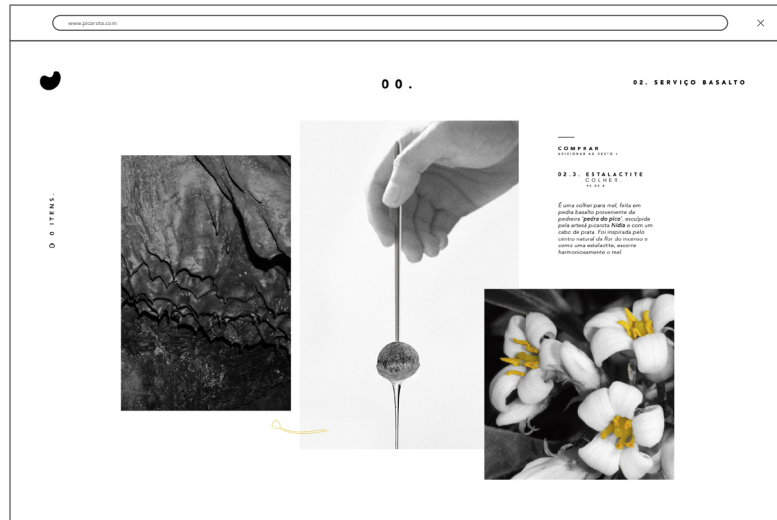 www.picarota.com
00.
02. SERVIÇO BASALTO
0 ITENS.
COMPRAR
ADICIONAR AO CESTO +
02.3. ESTALACTITE
COLHER
É uma colher para mel, feita em
pedra basalto proveniente da
pedreira 'pedra do pico', esculpida
pela artesã picarota Nídia e com um
cabo de prata. Foi inspirada pelo
centro natural da flor do incenso e
como uma estalactite, escorre
harmoniosamente o mel